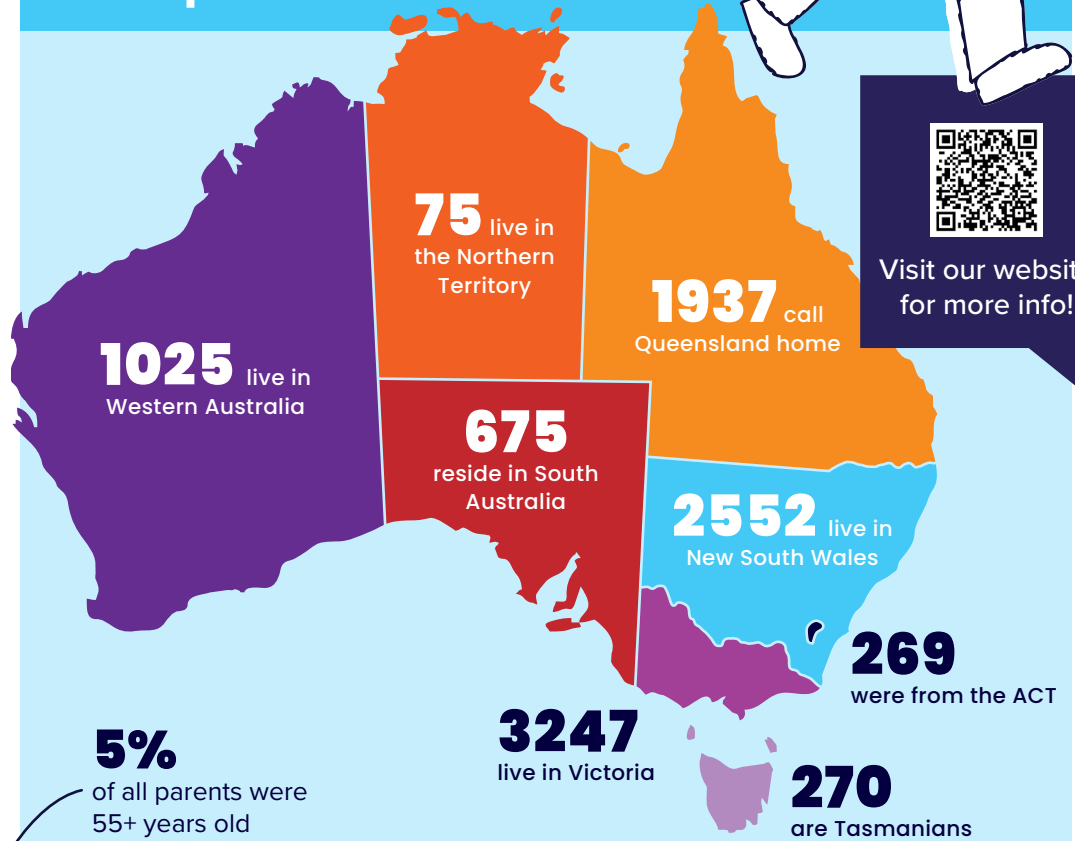 75 live in
the Northern
Territory
1937 call
Queensland home
Visit our
for more info!
1025 live in
Western Australia
675
reside in South
Australia
2552 live in
New South Wales
269
were from the ACT
3247
live in Victoria
5%
of all parents were
55+ years old
270
are Tasmanians